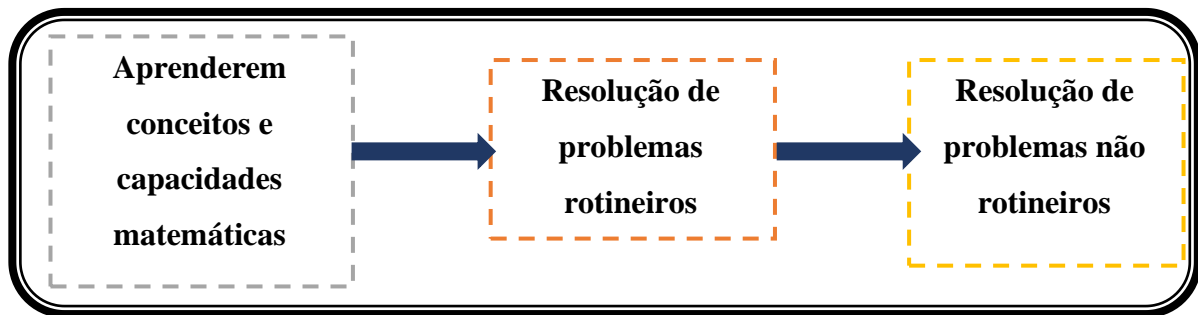 Aprenderem
conceitos e
capacidades
matemáticas
Resolução de
problemas
rotineiros
Resolução de
problemas não
rotineiros